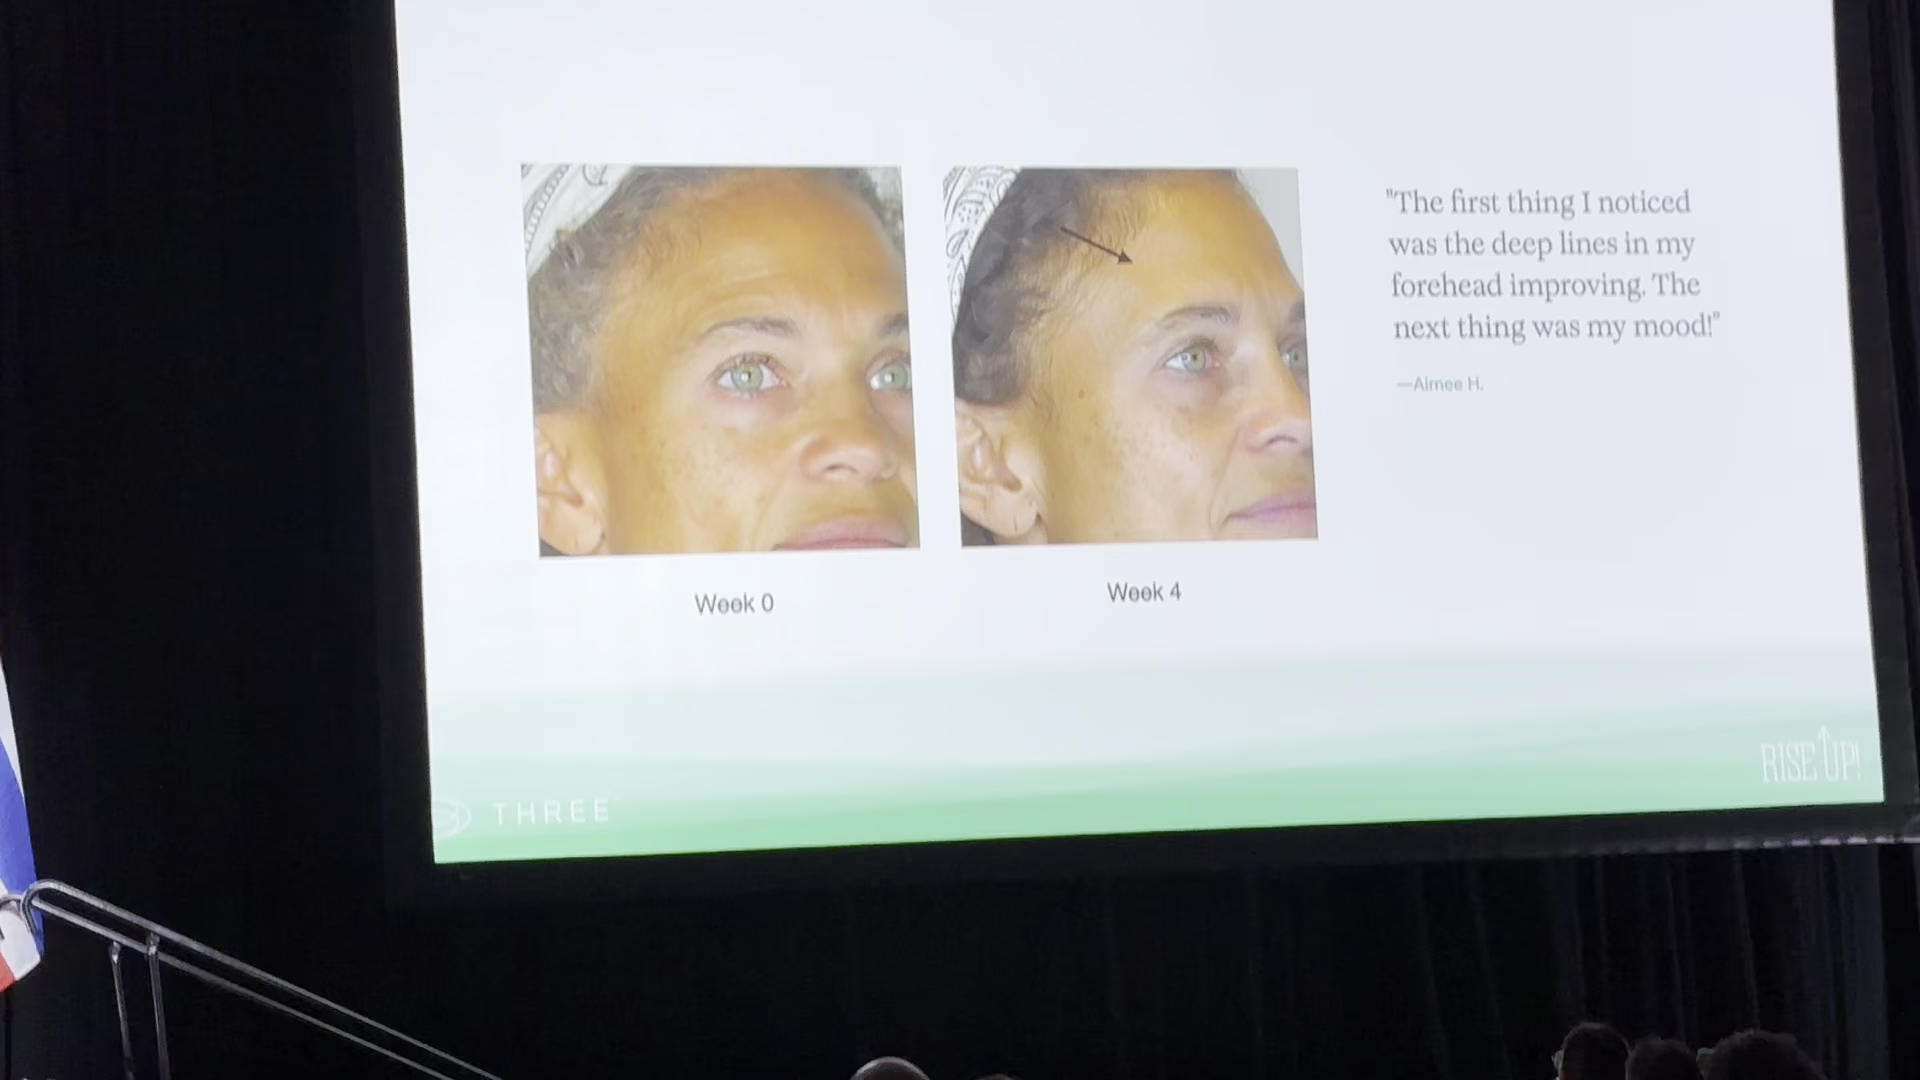 "The first thing I noticed
was the deep lines in my
forehead improving. The
next thing was my mood!"
—Aimee H.
Week 0
Week 4
THREE
RISE UP!